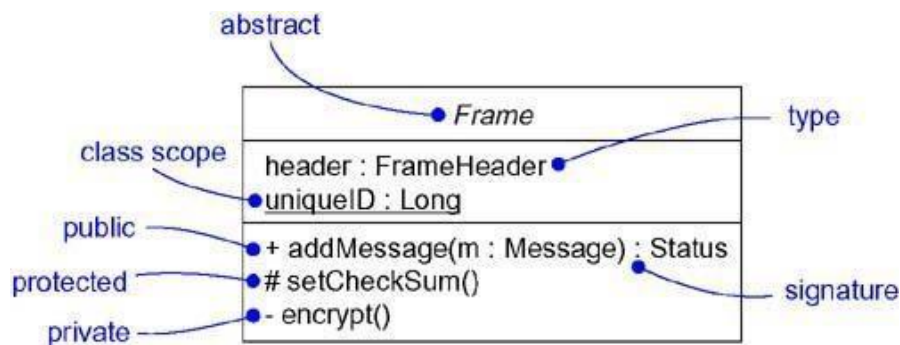 abstract
Frame
type
class scope
header : FrameHeader
uniqueID : Long
public
+ addMessage(m : Message) : Status
protected
# setCheckSum()
signature
private
- encrypt()